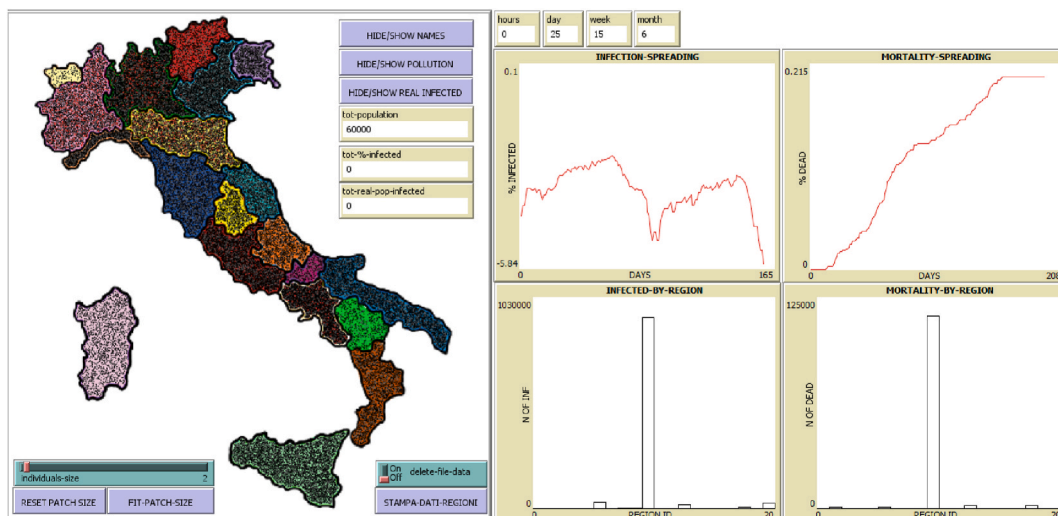 HIDE/SHOW NAMES
HIDE/SHOW POLLUTION
HIDE/SHOW REAL INFECTED
tot-population
60000
tot-%-infected
0
tot-real-pop-infected
0
individuals-size 2
RESET PATCH SIZE
FIT-PATCH-SIZE
On
Off
delete-file-data
STAMPA-DATI-REGIONI
hours
0
day
25
week
15
month
6
INFECTION-SPREADING
0.1
% INFECTED
-5.84
0 DAYS 165
MORTALITY-SPREADING
0.215
% DEAD
0
0 DAYS 208
INFECTED-BY-REGION
1030000
N OF INF
0
0 REGION ID 20
MORTALITY-BY-REGION
125000
N OF DEAD
0
0 REGION ID 20